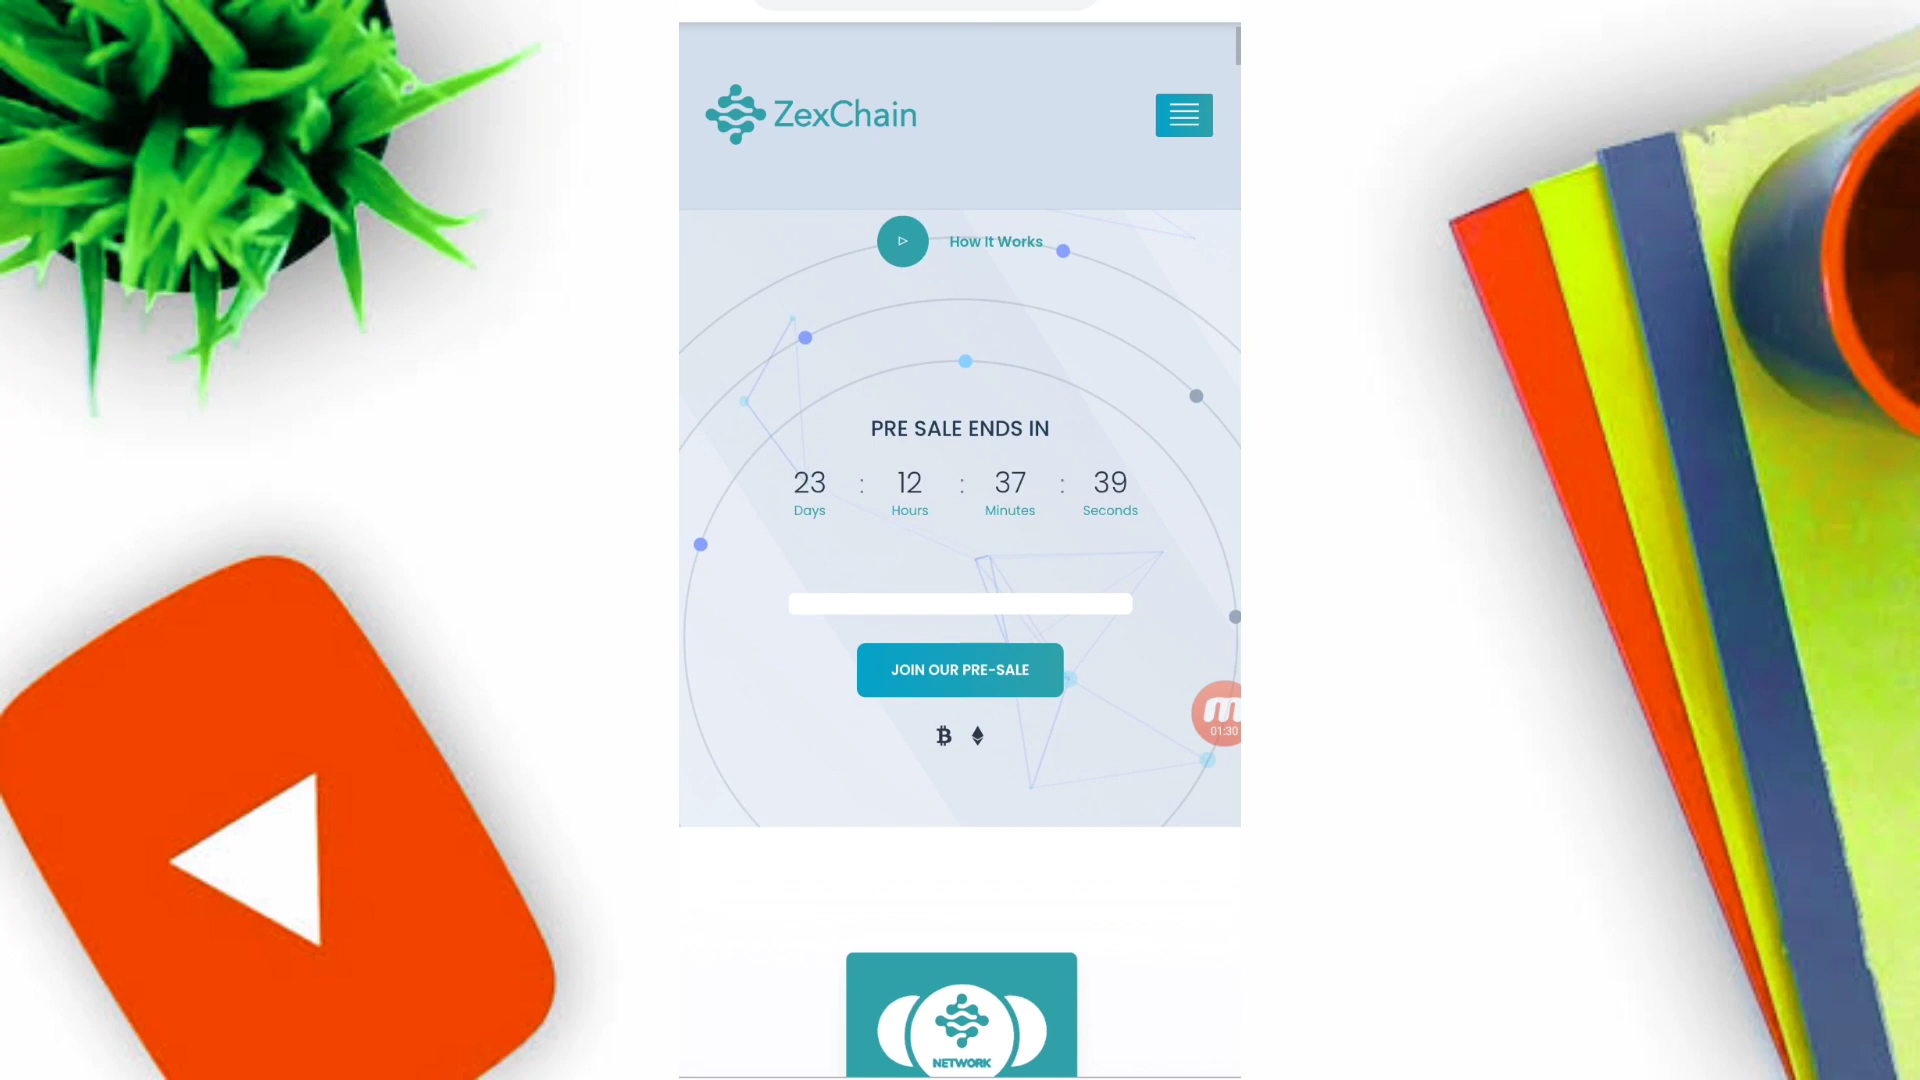 ZexChain
How It Works
PRE SALE ENDS IN
23 : 12 : 37 : 39
Days Hours Minutes Seconds
JOIN OUR PRE-SALE
01:30
NETWORK